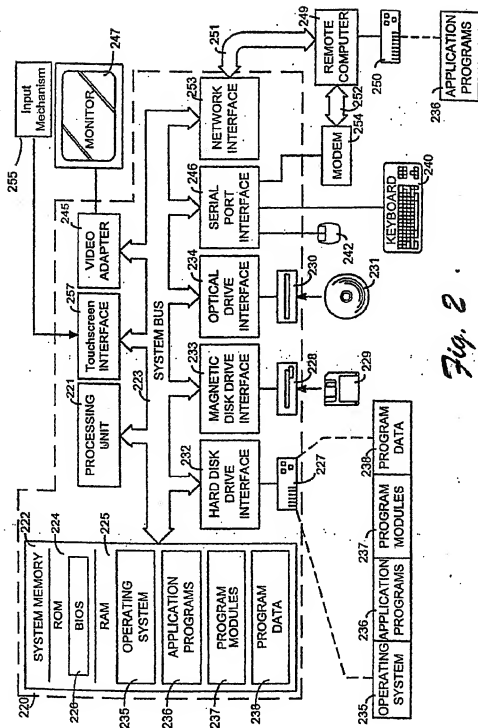 255
Input
Mechanism
247
MONITOR
245
VIDEO
ADAPTER
257
Touchscreen
INTERFACE
221
PROCESSING
UNIT
220
SYSTEM MEMORY
222
ROM
224
BIOS
226
RAM
225
OPERATING
SYSTEM
235
APPLICATION
PROGRAMS
236
PROGRAM
MODULES
237
PROGRAM
DATA
238
SYSTEM BUS
223
232
HARD DISK
DRIVE
INTERFACE
233
MAGNETIC
DISK DRIVE
INTERFACE
234
OPTICAL
DRIVE
INTERFACE
246
SERIAL
PORT
INTERFACE
253
NETWORK
INTERFACE
251
249
REMOTE
COMPUTER
252
MODEM
254
250
APPLICATION
PROGRAMS
236
227
228
229
230
231
242
KEYBOARD
240
OPERATING
SYSTEM
235
APPLICATION
PROGRAMS
236
PROGRAM
MODULES
237
PROGRAM
DATA
238
Fig. 2